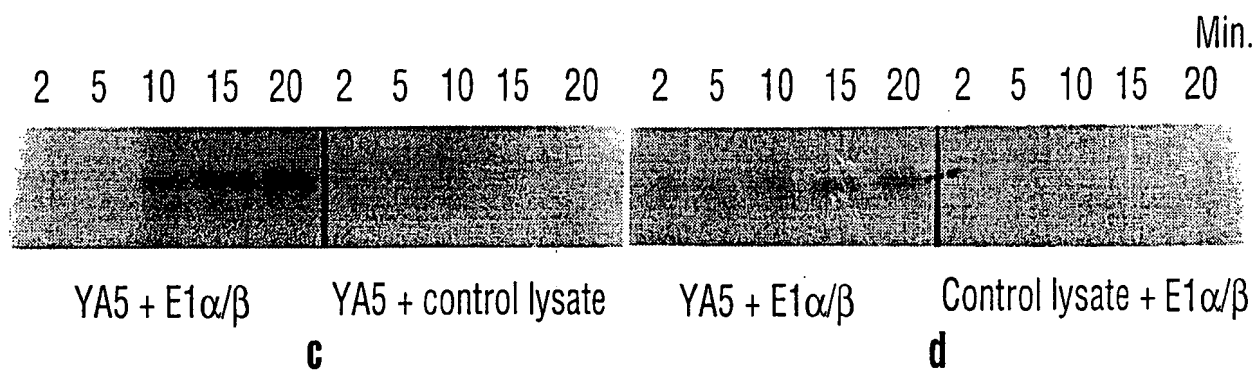 Min.
2 5 10 15 20 2 5 10 15 20 2 5 10 15 20 2 5 10 15 20
YA5 + E1α/β YA5 + control lysate YA5 + E1α/β Control lysate + E1α/β
c d